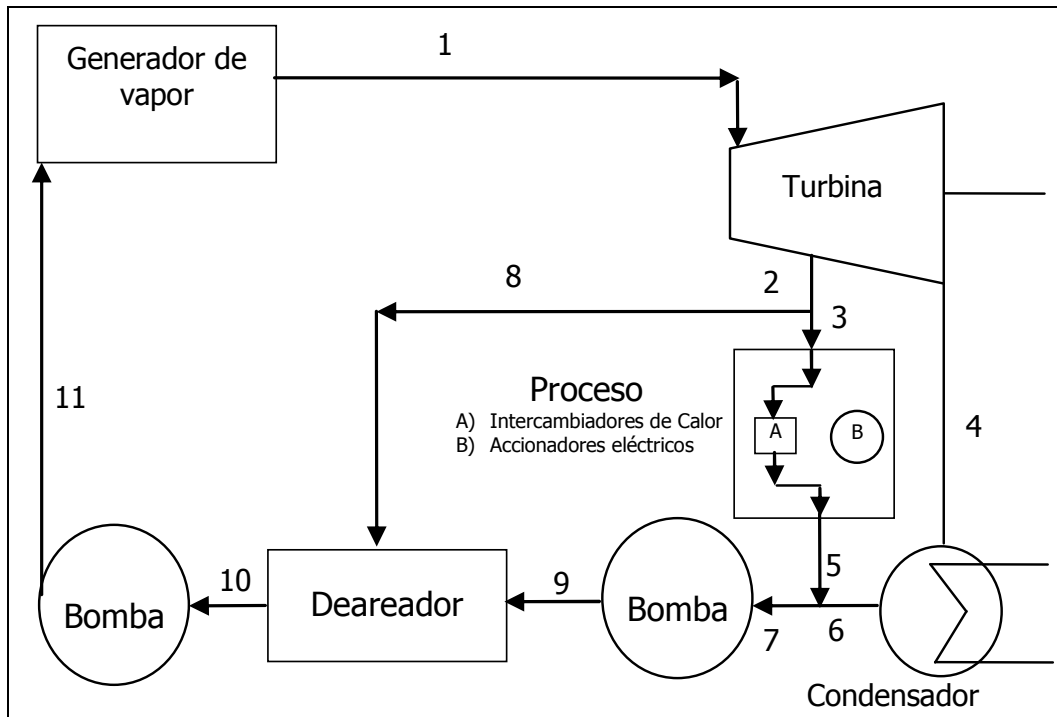 1
Generador de
vapor
Turbina
8
2
3
Proceso
A) Intercambiadores de Calor
B) Accionadores eléctricos
A
B
11
4
5
10
9
Bomba
Deareador
Bomba
7
6
Condensador